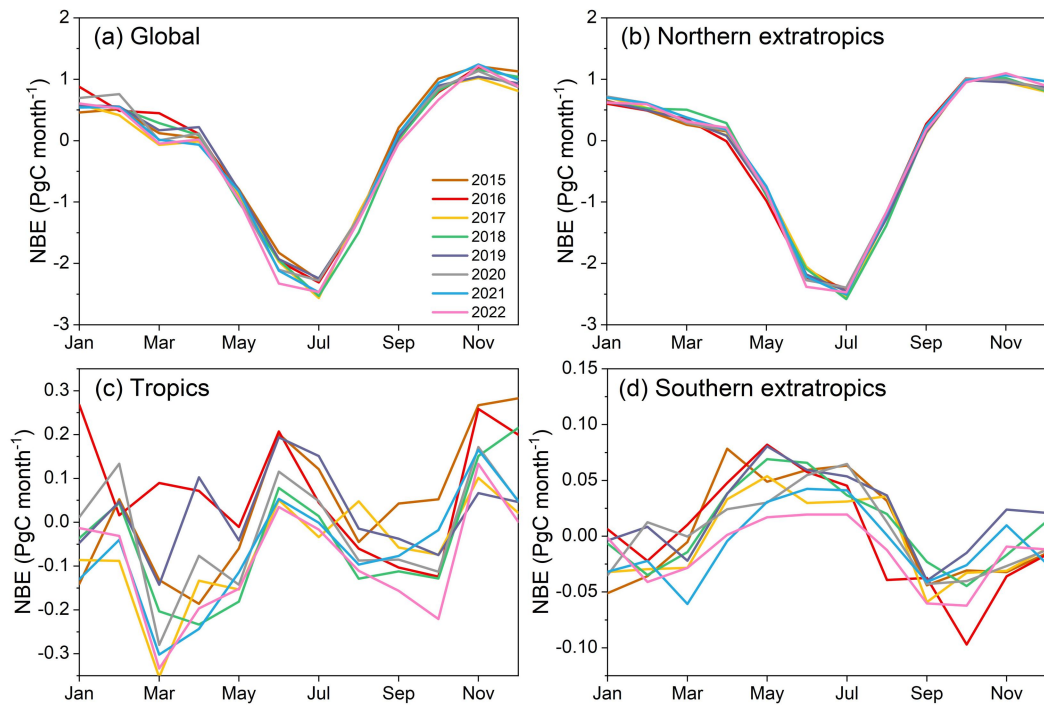 (a) Global
NBE (PgC month⁻¹)
2
1
0
-1
-2
-3
Jan Mar May Jul Sep Nov
2015
2016
2017
2018
2019
2020
2021
2022
(b) Northern extratropics
NBE (PgC month⁻¹)
2
1
0
-1
-2
-3
Jan Mar May Jul Sep Nov
(c) Tropics
NBE (PgC month⁻¹)
0.3
0.2
0.1
0.0
-0.1
-0.2
-0.3
Jan Mar May Jul Sep Nov
(d) Southern extratropics
NBE (PgC month⁻¹)
0.15
0.10
0.05
0.00
-0.05
-0.10
Jan Mar May Jul Sep Nov